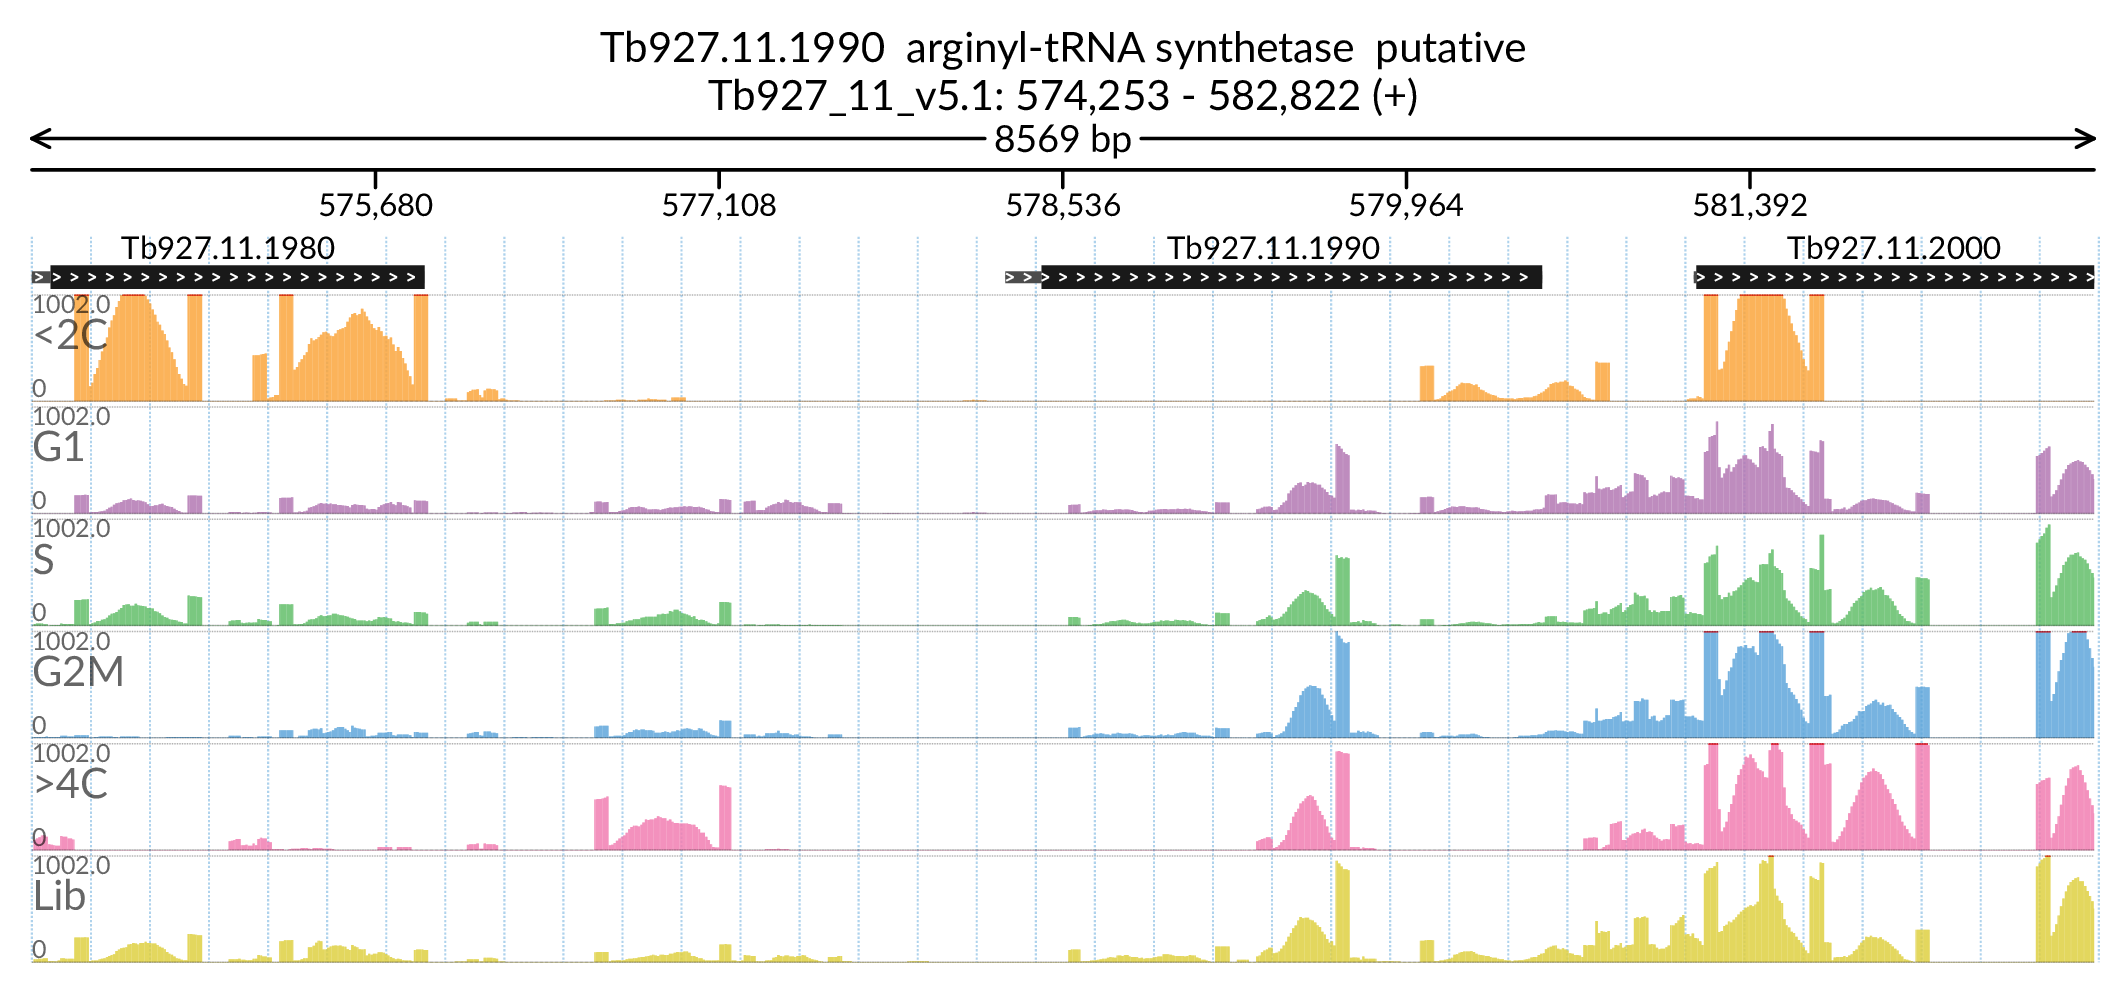 Tb927.11.1990  arginyl-tRNA synthetase  putative
Tb927_11_v5.1: 574,253 - 582,822 (+)
8569 bp
575,680 577,108 578,536 579,964 581,392
Tb927.11.1980 Tb927.11.1990 Tb927.11.2000
1002.0
<2C
0
1002.0
G1
0
1002.0
S
0
1002.0
G2M
0
1002.0
>4C
0
1002.0
Lib
0